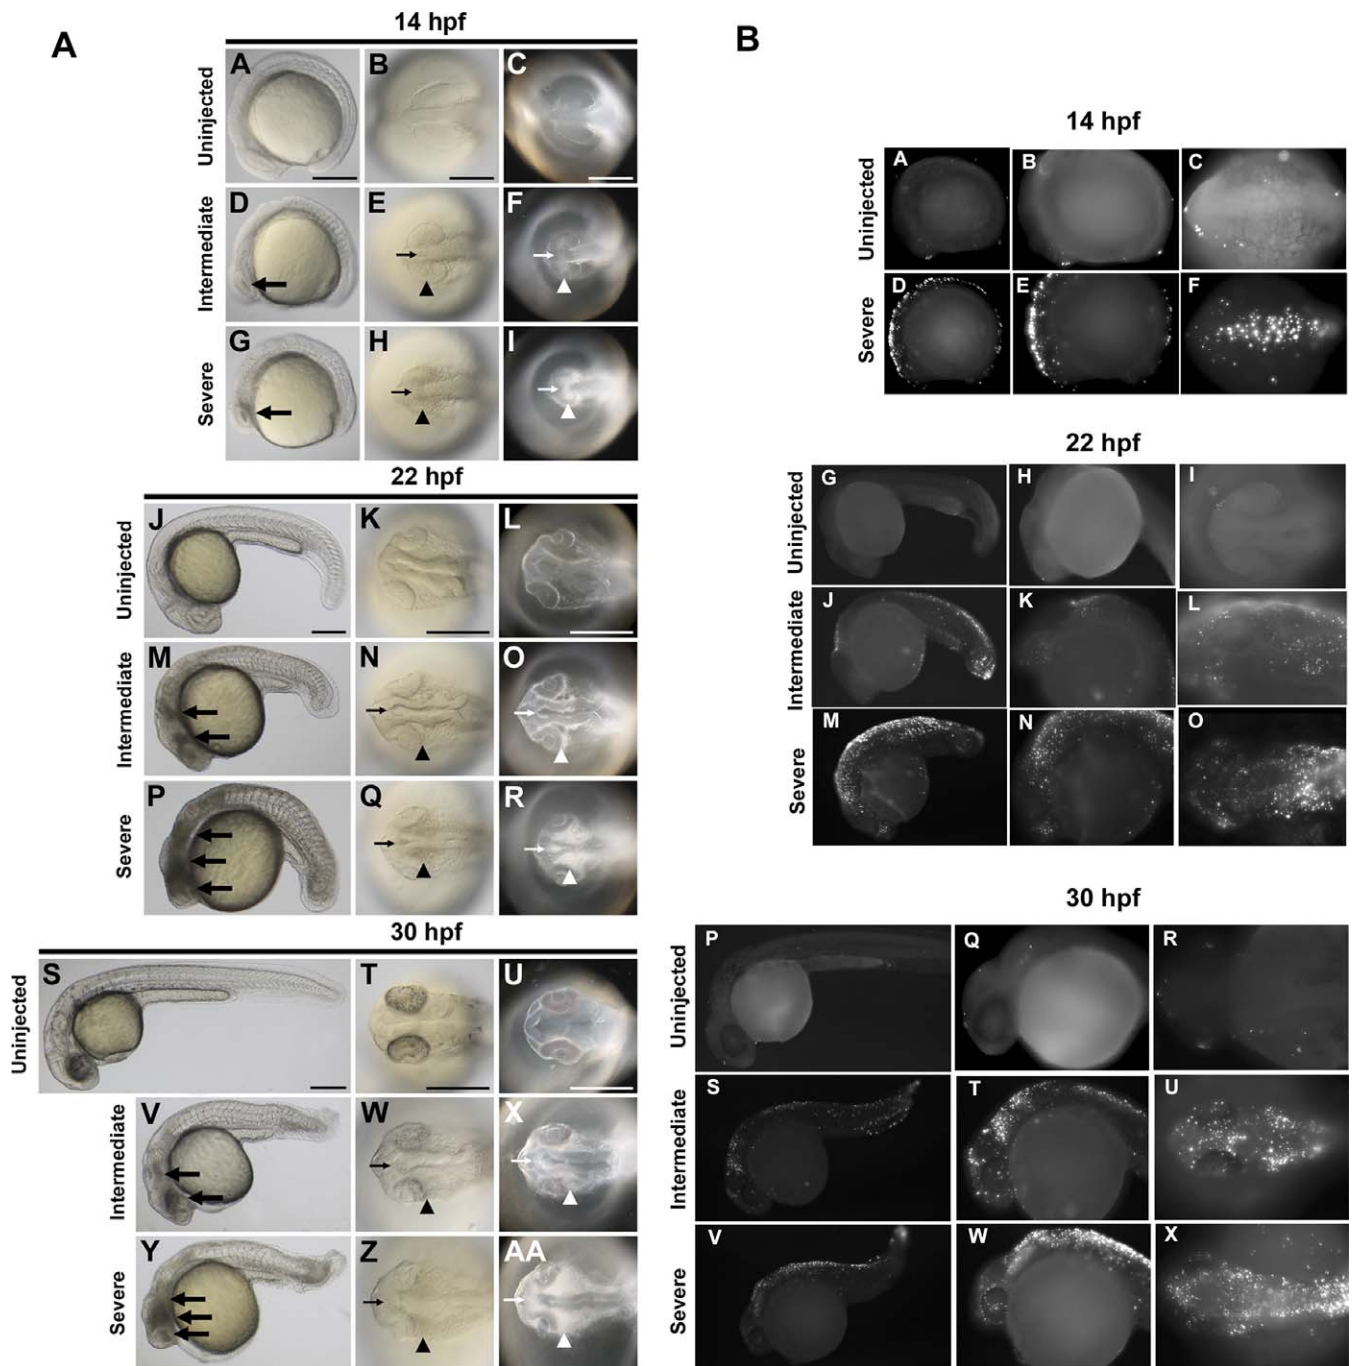 A
14 hpf
Uninjected
A
B
C
Intermediate
D
E
F
Severe
G
H
I
22 hpf
Uninjected
J
K
L
Intermediate
M
N
O
Severe
P
Q
R
30 hpf
Uninjected
S
T
U
Intermediate
V
W
X
Severe
Y
Z
AA
B
14 hpf
Uninjected
A
B
C
Severe
D
E
F
22 hpf
Uninjected
G
H
I
Intermediate
J
K
L
Severe
M
N
O
30 hpf
Uninjected
P
Q
R
Intermediate
S
T
U
Severe
V
W
X